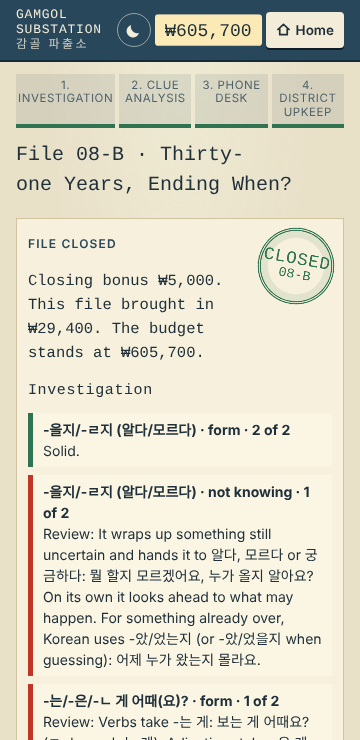 GAMGOL
SUBSTATION
감골 파출소
₩605,700
Home
1.
INVESTIGATION
2. CLUE
ANALYSIS
3. PHONE
DESK
4.
DISTRICT
UPKEEP
File 08-B · Thirty-
one Years, Ending When?
FILE CLOSED
CLOSED
08-B
Closing bonus ₩5,000.
This file brought in
₩29,400. The budget
stands at ₩605,700.
Investigation
-을지/-ㄹ지 (알다/모르다) · form · 2 of 2
Solid.
-을지/-ㄹ지 (알다/모르다) · not knowing · 1
of 2
Review: It wraps up something still
uncertain and hands it to 알다, 모르다 or 궁
금하다: 뭘 할지 모르겠어요, 누가 올지 알아요?
On its own it looks ahead to what may
happen. For something already over,
Korean uses -았/었는지 (or -았/었을지 when
guessing): 어제 누가 왔는지 몰라요.
-는/-은/-ㄴ 게 어때(요)? · form · 1 of 2
Review: Verbs take -는 게: 보는 게 어때요?